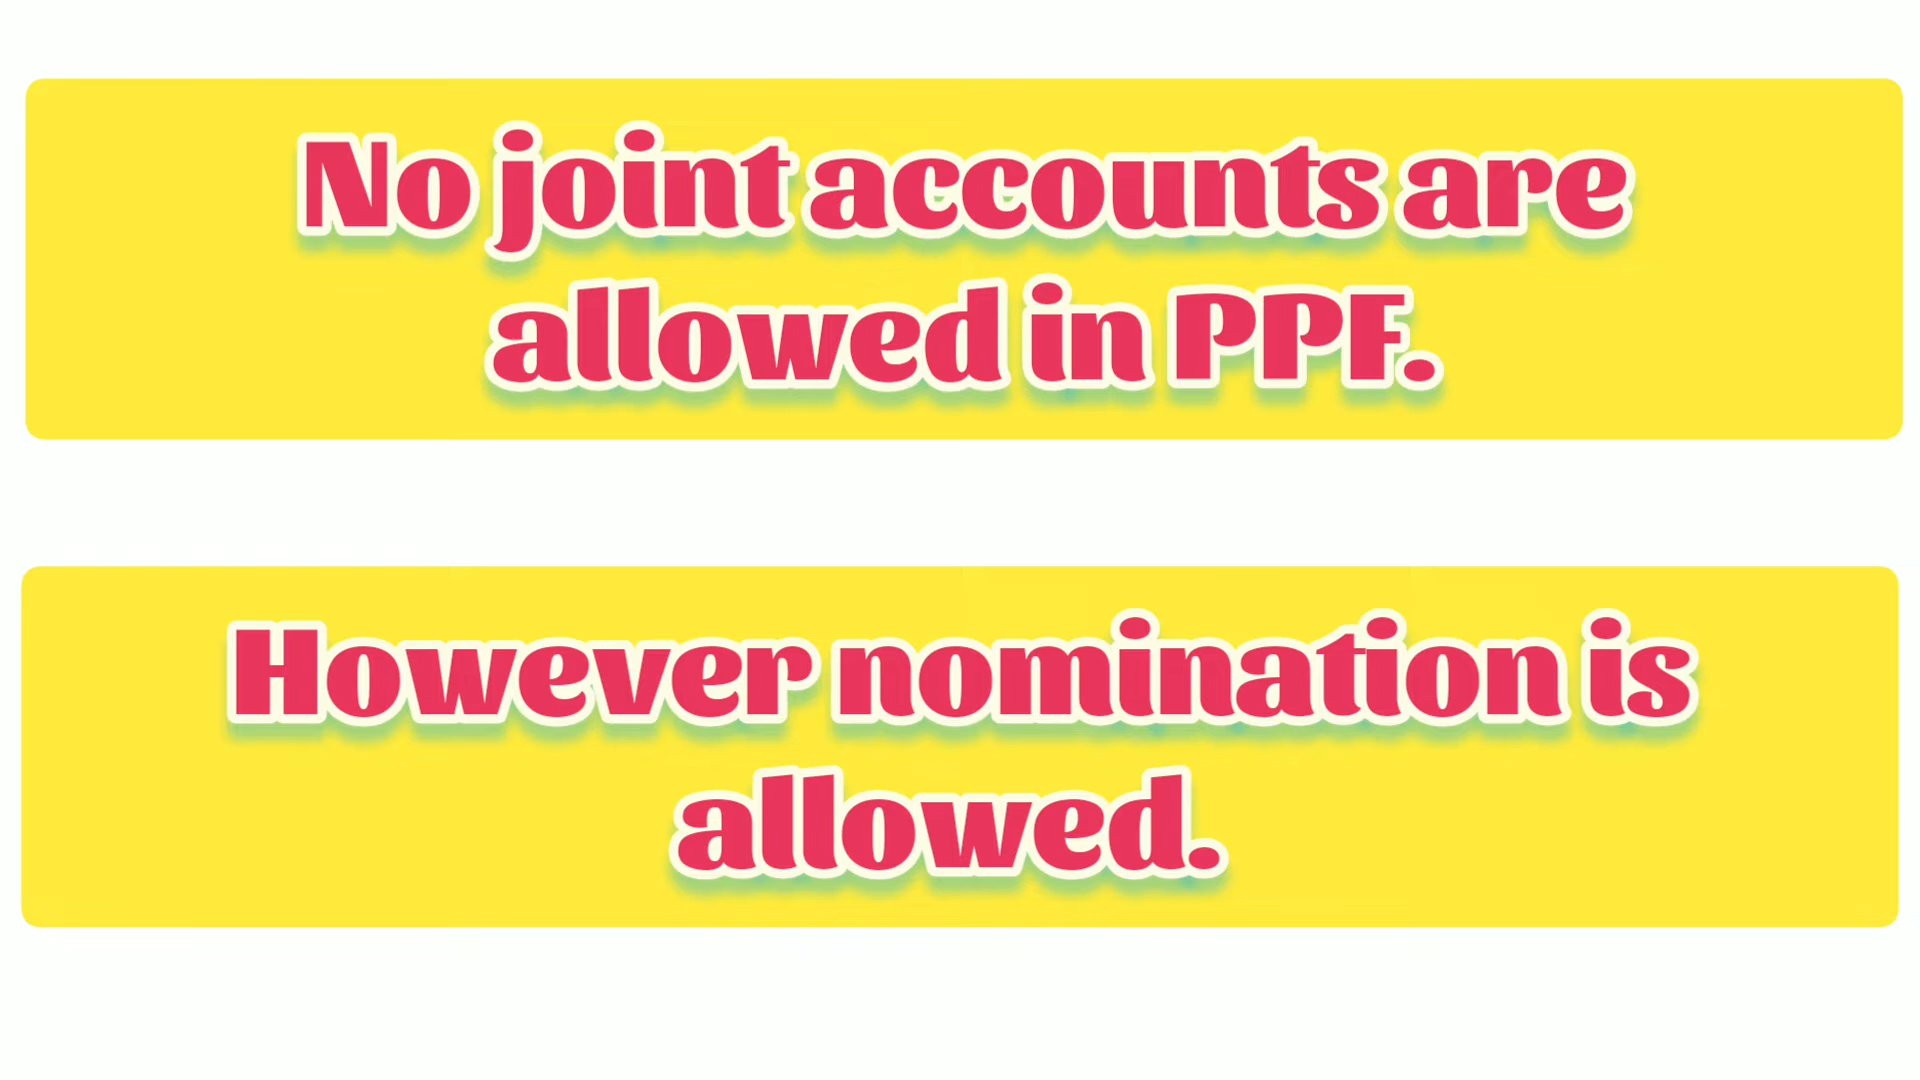 No joint accounts are
allowed in PPF.
However nomination is
allowed.